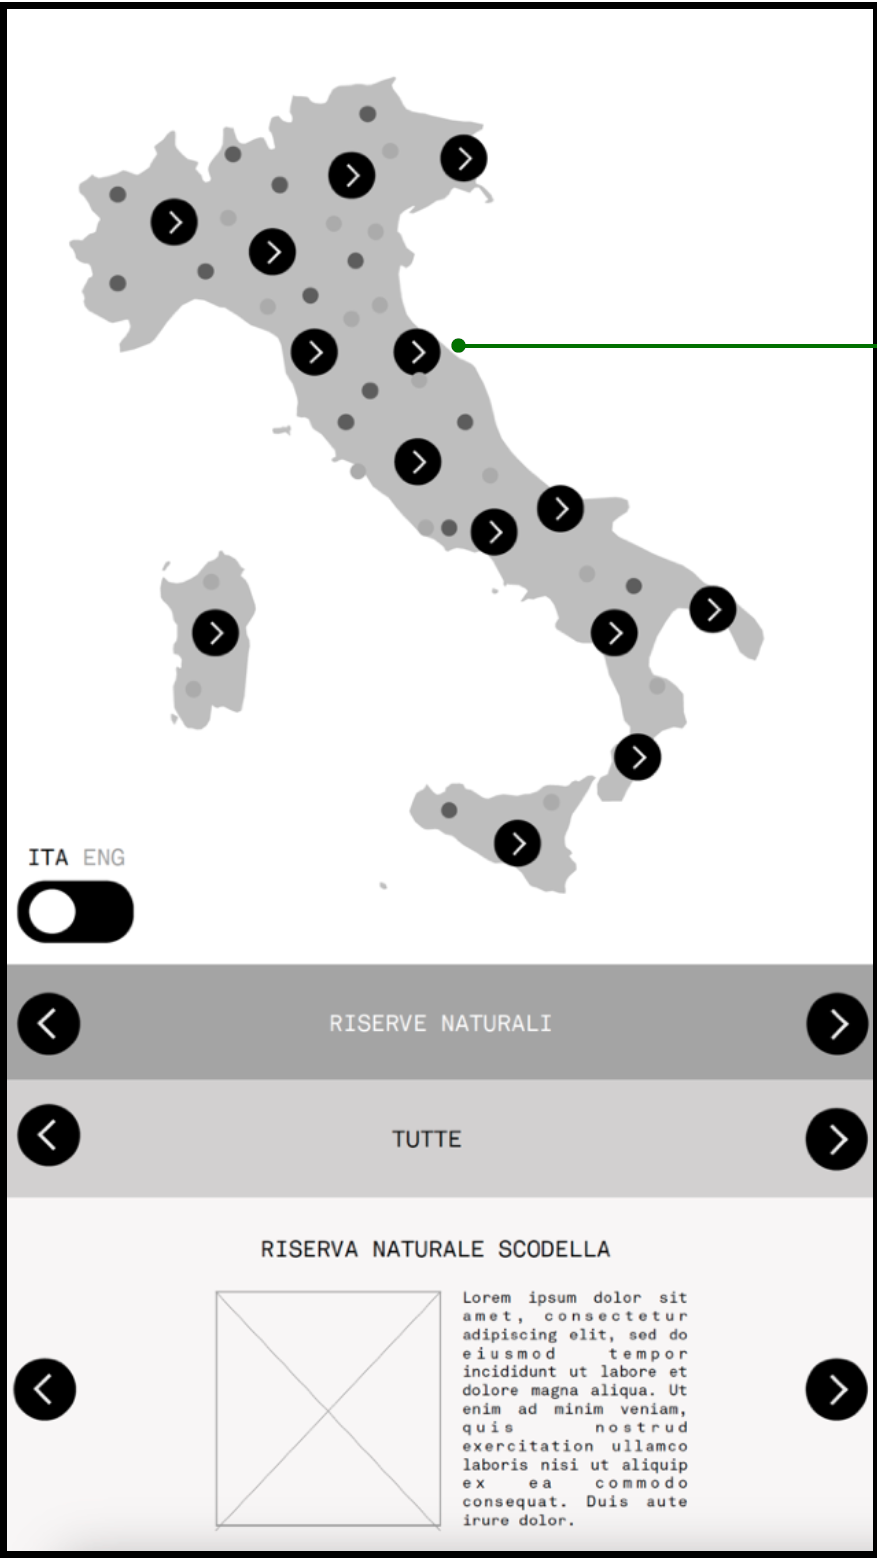 ITA ENG
RISERVE NATURALI
TUTTE
RISERVA NATURALE SCODELLA
Lorem ipsum dolor sit
amet, consectetur
adipiscing elit, sed do
eiusmod tempor
incididunt ut labore et
dolore magna aliqua. Ut
enim ad minim veniam,
quis nostrud
exercitation ullamco
laboris nisi ut aliquip
ex ea commodo
consequat. Duis aute
irure dolor.